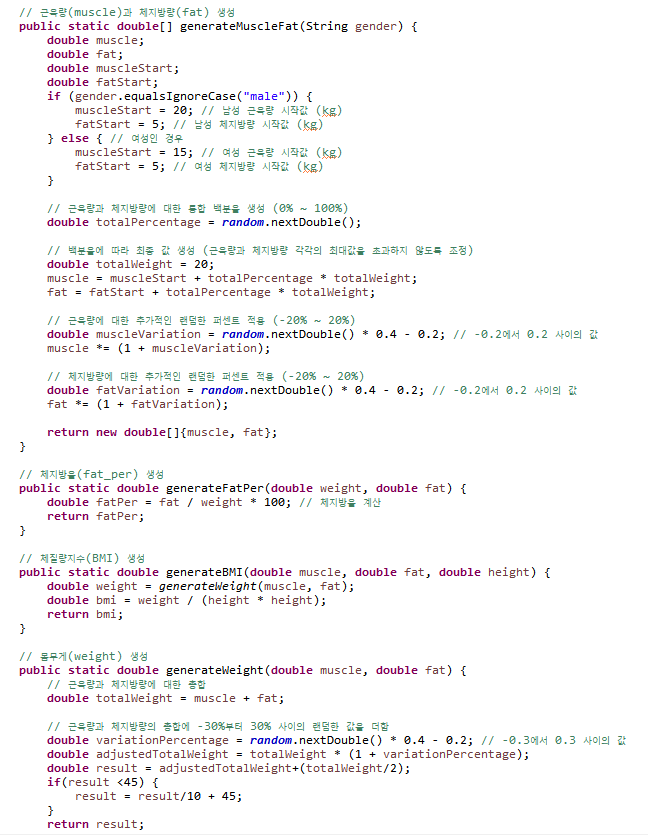 // 근육량(muscle)과 체지방량(fat) 생성
public static double[] generateMuscleFat(String gender) {
    double muscle;
    double fat;
    double muscleStart;
    double fatStart;
    if (gender.equalsIgnoreCase("male")) {
        muscleStart = 20; // 남성 근육량 시작값 (kg)
        fatStart = 5; // 남성 체지방량 시작값 (kg)
    } else { // 여성인 경우
        muscleStart = 15; // 여성 근육량 시작값 (kg)
        fatStart = 5; // 여성 체지방량 시작값 (kg)
    }

    // 근육량과 체지방량에 대한 통합 백분율 생성 (0% ~ 100%)
    double totalPercentage = random.nextDouble();

    // 백분율에 따라 최종 값 생성 (근육량과 체지방량 각각의 최대값을 초과하지 않도록 조정)
    double totalWeight = 20;
    muscle = muscleStart + totalPercentage * totalWeight;
    fat = fatStart + totalPercentage * totalWeight;

    // 근육량에 대한 추가적인 랜덤한 퍼센트 적용 (-20% ~ 20%)
    double muscleVariation = random.nextDouble() * 0.4 - 0.2; // -0.2에서 0.2 사이의 값
    muscle *= (1 + muscleVariation);

    // 체지방량에 대한 추가적인 랜덤한 퍼센트 적용 (-20% ~ 20%)
    double fatVariation = random.nextDouble() * 0.4 - 0.2; // -0.2에서 0.2 사이의 값
    fat *= (1 + fatVariation);

    return new double[]{muscle, fat};
}

// 체지방율(fat_per) 생성
public static double generateFatPer(double weight, double fat) {
    double fatPer = fat / weight * 100; // 체지방율 계산
    return fatPer;
}

// 체질량지수(BMI) 생성
public static double generateBMI(double muscle, double fat, double height) {
    double weight = generateWeight(muscle, fat);
    double bmi = weight / (height * height);
    return bmi;
}

// 몸무게(weight) 생성
public static double generateWeight(double muscle, double fat) {
    // 근육량과 체지방량에 대한 총합
    double totalWeight = muscle + fat;

    // 근육량과 체지방량의 총합에 -30%부터 30% 사이의 랜덤한 값을 더함
    double variationPercentage = random.nextDouble() * 0.4 - 0.2; // -0.3에서 0.3 사이의 값
    double adjustedTotalWeight = totalWeight * (1 + variationPercentage);
    double result = adjustedTotalWeight+(totalWeight/2);
    if(result <45) {
        result = result/10 + 45;
    }
    return result;